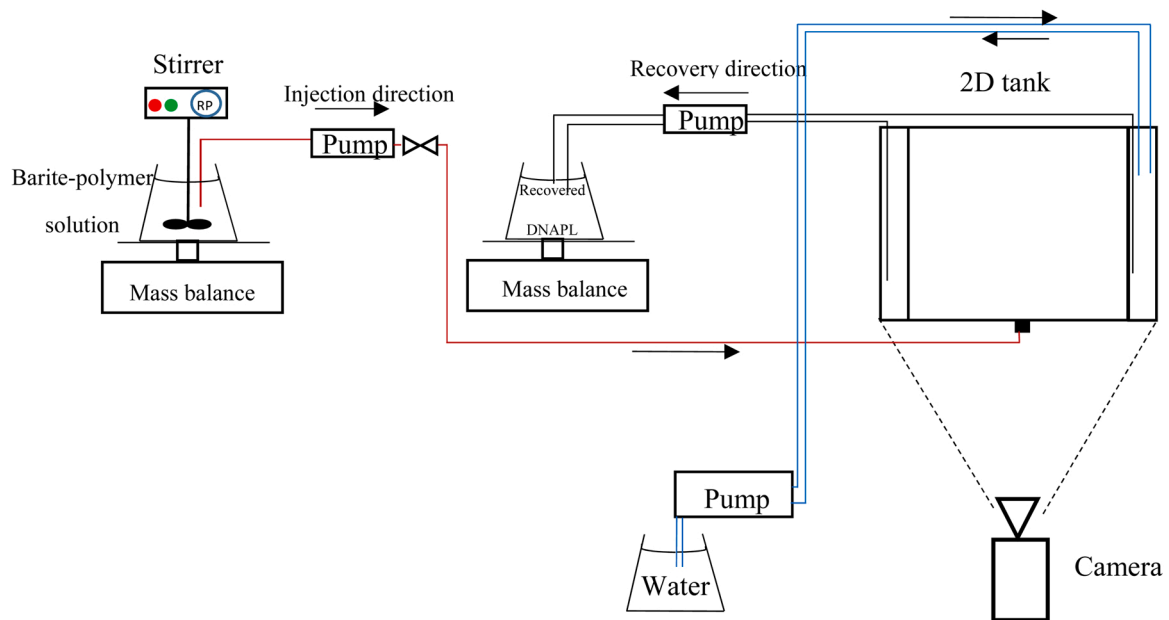 Stirrer
RP
Injection direction
Recovery direction
2D tank
Pump
Pump
Barite-polymer
solution
Recovered
DNAPL
Mass balance
Mass balance
Pump
Water
Camera